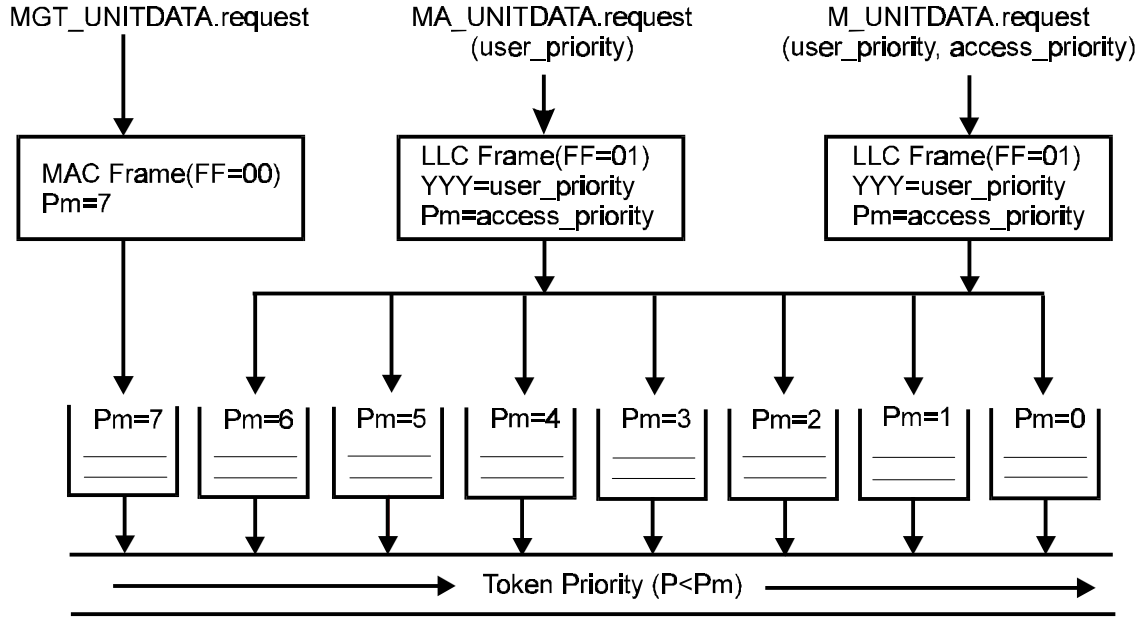 MGT_UNITDATA.request
MA_UNITDATA.request
(user_priority)
M_UNITDATA.request
(user_priority, access_priority)
MAC Frame(FF=00)
Pm=7
LLC Frame(FF=01)
YYY=user_priority
Pm=access_priority
LLC Frame(FF=01)
YYY=user_priority
Pm=access_priority
Pm=7
Pm=6
Pm=5
Pm=4
Pm=3
Pm=2
Pm=1
Pm=0
Token Priority (P<Pm)